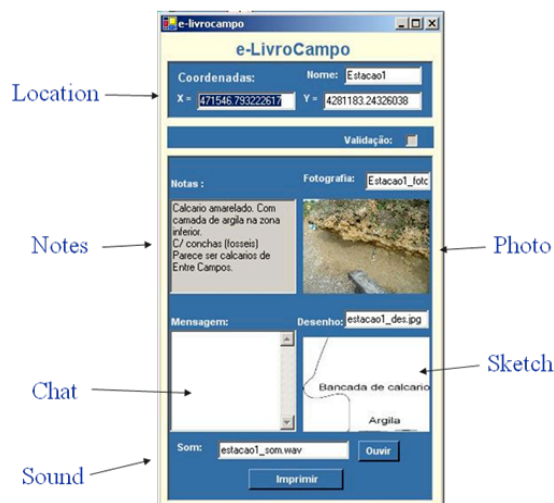 e-livrocampo
e-LivroCampo
Coordenadas:
Nome: Estacao1
X = 471546.793222617 Y = 4281183.24326038
Location
Validação:
Notas :
Fotografia: Estacao1_fotc
Calcario amarelado. Com
camada de argila na zona
inferior.
C/ conchas (fosseis)
Parece ser calcarios de
Entre Campos.
Notes
Photo
Mensagem:
Desenho: estacao1_des.jpg
Chat
Bancada de calcario
Argila
Sketch
Som: estacao1_som.wav Ouvir
Sound
Imprimir